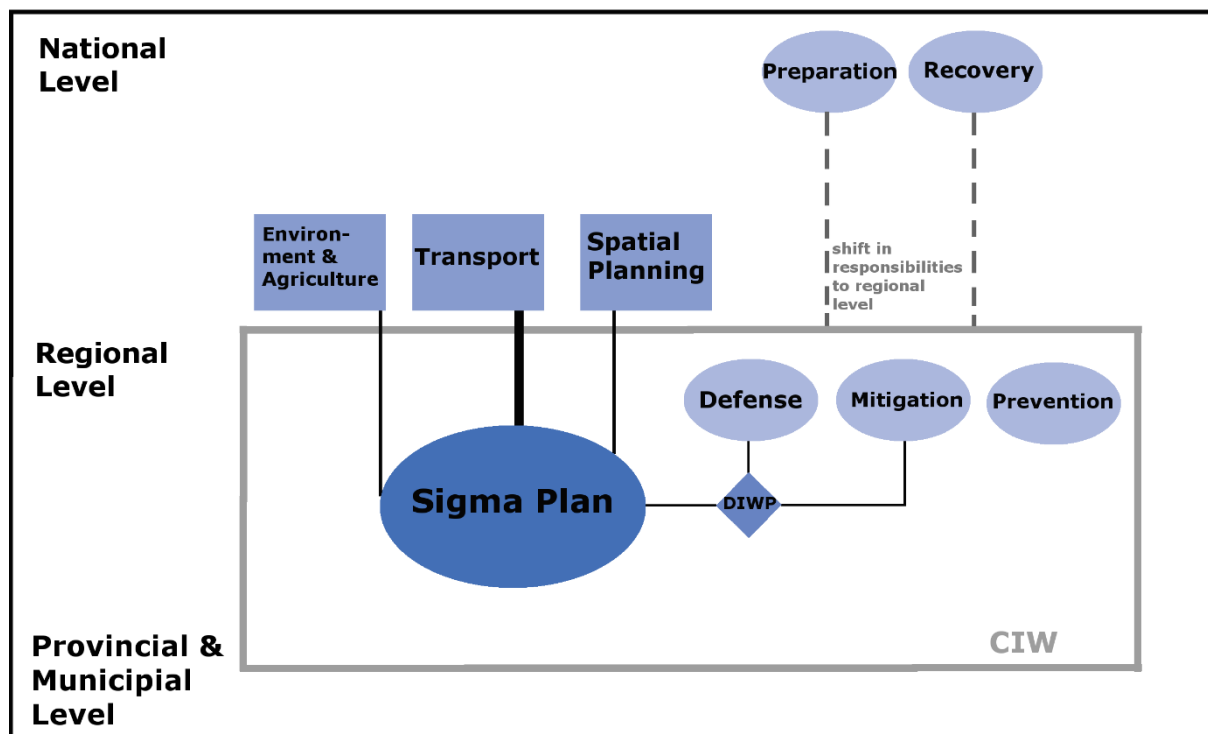 National
Level
Preparation
Recovery
Environ-
ment &
Agriculture
Transport
Spatial
Planning
shift in
responsibilities
to regional
level
Regional
Level
Defense
Mitigation
Prevention
Sigma Plan
DIWP
CIW
Provincial &
Municipial
Level